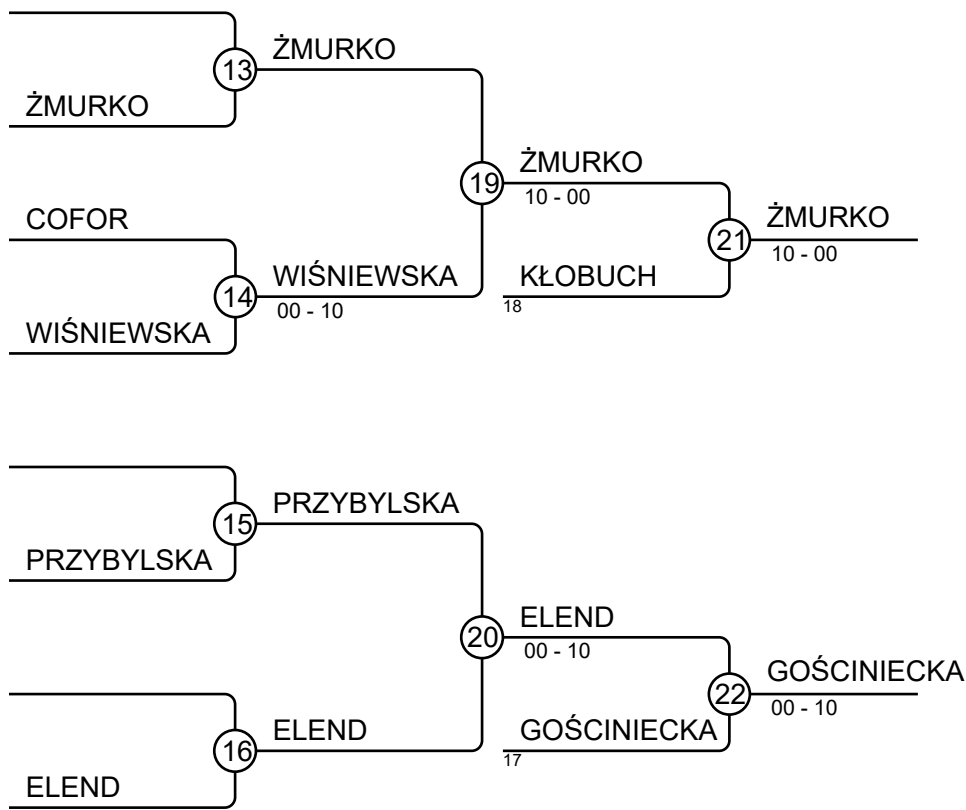 ŻMURKO
13
ŻMURKO
ŻMURKO
19
10 - 00
ŻMURKO
21
10 - 00
COFOR
WIŚNIEWSKA
14
00 - 10
KŁOBUCH
18
WIŚNIEWSKA
PRZYBYLSKA
15
PRZYBYLSKA
ELEND
20
00 - 10
GOŚCINIECKA
22
00 - 10
ELEND
16
GOŚCINIECKA
17
ELEND